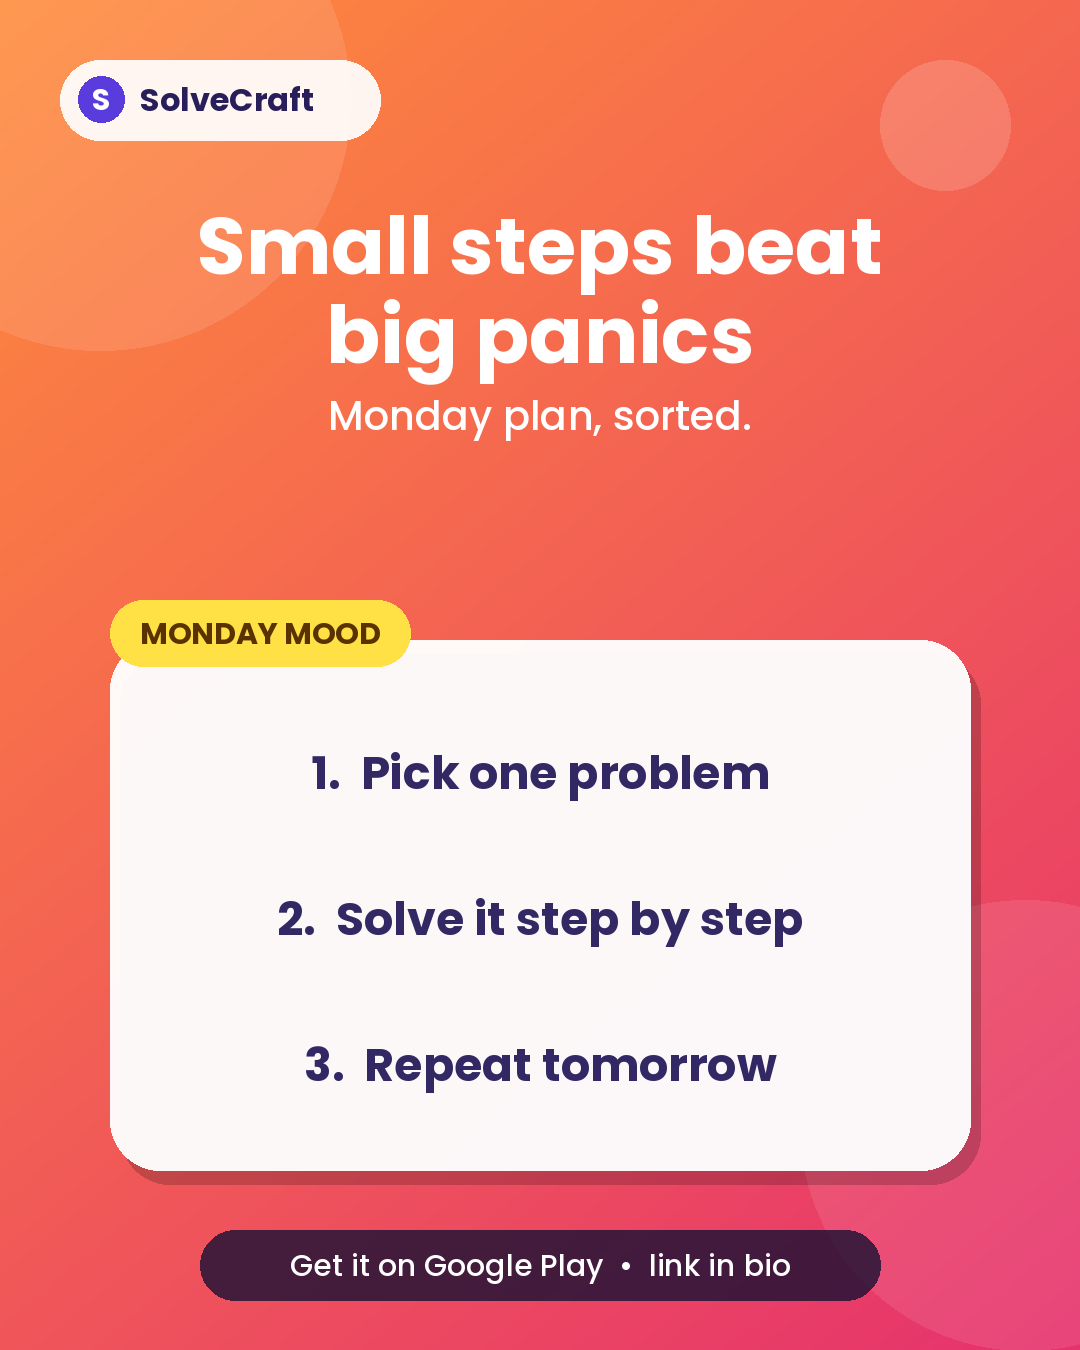 S SolveCraft
Small steps beat
big panics
Monday plan, sorted.
MONDAY MOOD
1. Pick one problem
2. Solve it step by step
3. Repeat tomorrow
Get it on Google Play • link in bio